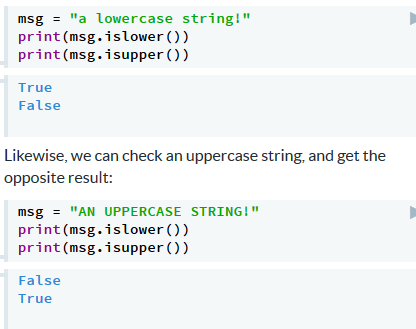 msg = "a lowercase string!"
print(msg.islower())
print(msg.isupper())
True
False
Likewise, we can check an uppercase string, and get the
opposite result:
msg = "AN UPPERCASE STRING!"
print(msg.islower())
print(msg.isupper())
False
True